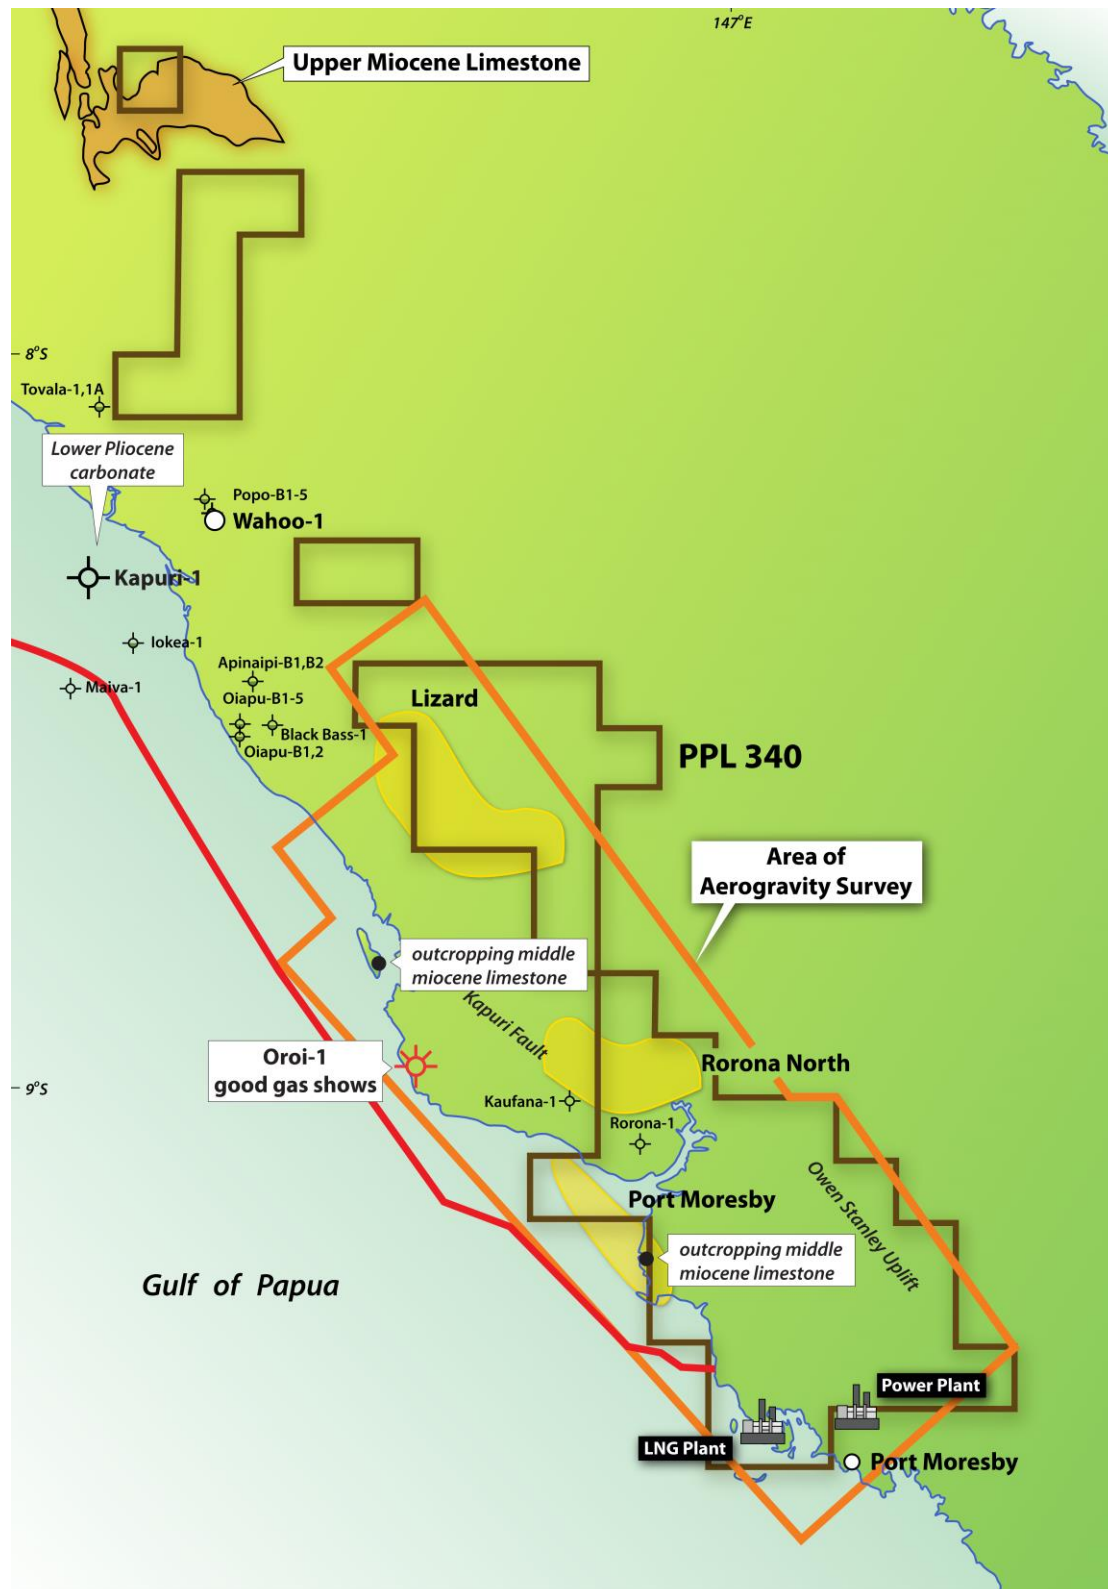 147°E
Upper Miocene Limestone
8°S
Tovala-1,1A
Lower Pliocene
carbonate
Popo-B1-5
Wahoo-1
Kapuri-1
Iokea-1
Apinaipi-B1,B2
Maiva-1
Lizard
Oiapu-B1-5
Black Bass-1
Oiapu-B1,2
PPL 340
Area of
Aerogravity Survey
outcropping middle
miocene limestone
Kapuri Fault
Oroi-1
good gas shows
Rorona North
9°S
Kaufana-1
Rorona-1
Owen Stanley Uplift
Port Moresby
outcropping middle
miocene limestone
Gulf of Papua
Power Plant
LNG Plant
Port Moresby